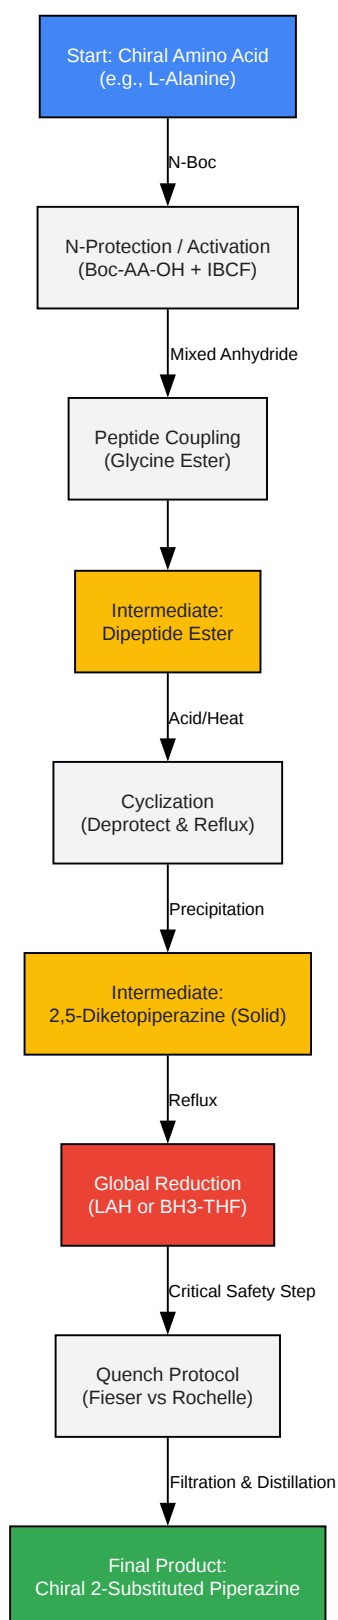 Start: Chiral Amino Acid
(e.g., L-Alanine)
N-Boc
N-Protection / Activation
(Boc-AA-OH + IBCF)
Mixed Anhydride
Peptide Coupling
(Glycine Ester)
Intermediate:
Dipeptide Ester
Acid/Heat
Cyclization
(Deprotect & Reflux)
Precipitation
Intermediate:
2,5-Diketopiperazine (Solid)
Reflux
Global Reduction
(LAH or BH3-THF)
Critical Safety Step
Quench Protocol
(Fieser vs Rochelle)
Filtration & Distillation
Final Product:
Chiral 2-Substituted Piperazine